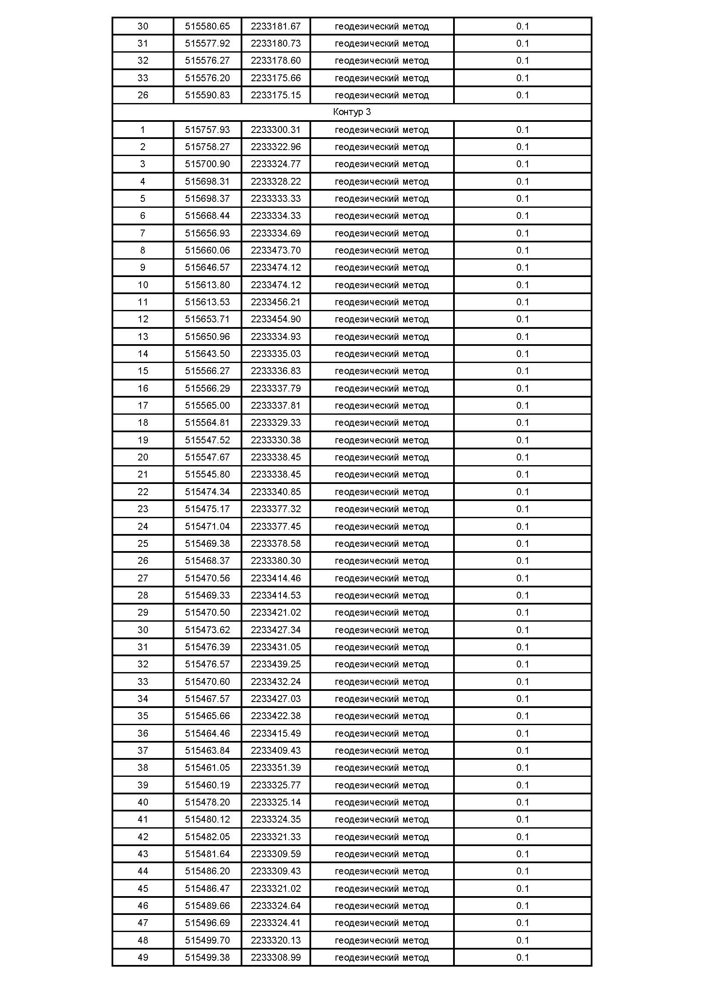 30 515580.65 2233181.67 геодезический метод 0.1
31 515577.92 2233180.73 геодезический метод 0.1
32 515576.27 2233178.60 геодезический метод 0.1
33 515576.20 2233175.66 геодезический метод 0.1
26 515590.83 2233175.15 геодезический метод 0.1
Контур 3
1 515757.93 2233300.31 геодезический метод 0.1
2 515758.27 2233322.96 геодезический метод 0.1
3 515700.90 2233324.77 геодезический метод 0.1
4 515698.31 2233328.22 геодезический метод 0.1
5 515698.37 2233333.33 геодезический метод 0.1
6 515668.44 2233334.33 геодезический метод 0.1
7 515656.93 2233334.69 геодезический метод 0.1
8 515660.06 2233473.70 геодезический метод 0.1
9 515646.57 2233474.12 геодезический метод 0.1
10 515613.80 2233474.12 геодезический метод 0.1
11 515613.53 2233456.21 геодезический метод 0.1
12 515653.71 2233454.90 геодезический метод 0.1
13 515650.96 2233334.93 геодезический метод 0.1
14 515643.50 2233335.03 геодезический метод 0.1
15 515566.27 2233336.83 геодезический метод 0.1
16 515566.29 2233337.79 геодезический метод 0.1
17 515565.00 2233337.81 геодезический метод 0.1
18 515564.81 2233329.33 геодезический метод 0.1
19 515547.52 2233330.38 геодезический метод 0.1
20 515547.67 2233338.45 геодезический метод 0.1
21 515545.80 2233338.45 геодезический метод 0.1
22 515474.34 2233340.85 геодезический метод 0.1
23 515475.17 2233377.32 геодезический метод 0.1
24 515471.04 2233377.45 геодезический метод 0.1
25 515469.38 2233378.58 геодезический метод 0.1
26 515468.37 2233380.30 геодезический метод 0.1
27 515470.56 2233414.46 геодезический метод 0.1
28 515469.33 2233414.53 геодезический метод 0.1
29 515470.50 2233421.02 геодезический метод 0.1
30 515473.62 2233427.34 геодезический метод 0.1
31 515476.39 2233431.05 геодезический метод 0.1
32 515476.57 2233439.25 геодезический метод 0.1
33 515470.60 2233432.24 геодезический метод 0.1
34 515467.57 2233427.03 геодезический метод 0.1
35 515465.66 2233422.38 геодезический метод 0.1
36 515464.46 2233415.49 геодезический метод 0.1
37 515463.84 2233409.43 геодезический метод 0.1
38 515461.05 2233351.39 геодезический метод 0.1
39 515460.19 2233325.77 геодезический метод 0.1
40 515478.20 2233325.14 геодезический метод 0.1
41 515480.12 2233324.35 геодезический метод 0.1
42 515482.05 2233321.33 геодезический метод 0.1
43 515481.64 2233309.59 геодезический метод 0.1
44 515486.20 2233309.43 геодезический метод 0.1
45 515486.47 2233321.02 геодезический метод 0.1
46 515489.66 2233324.64 геодезический метод 0.1
47 515496.69 2233324.41 геодезический метод 0.1
48 515499.70 2233320.13 геодезический метод 0.1
49 515499.38 2233308.99 геодезический метод 0.1